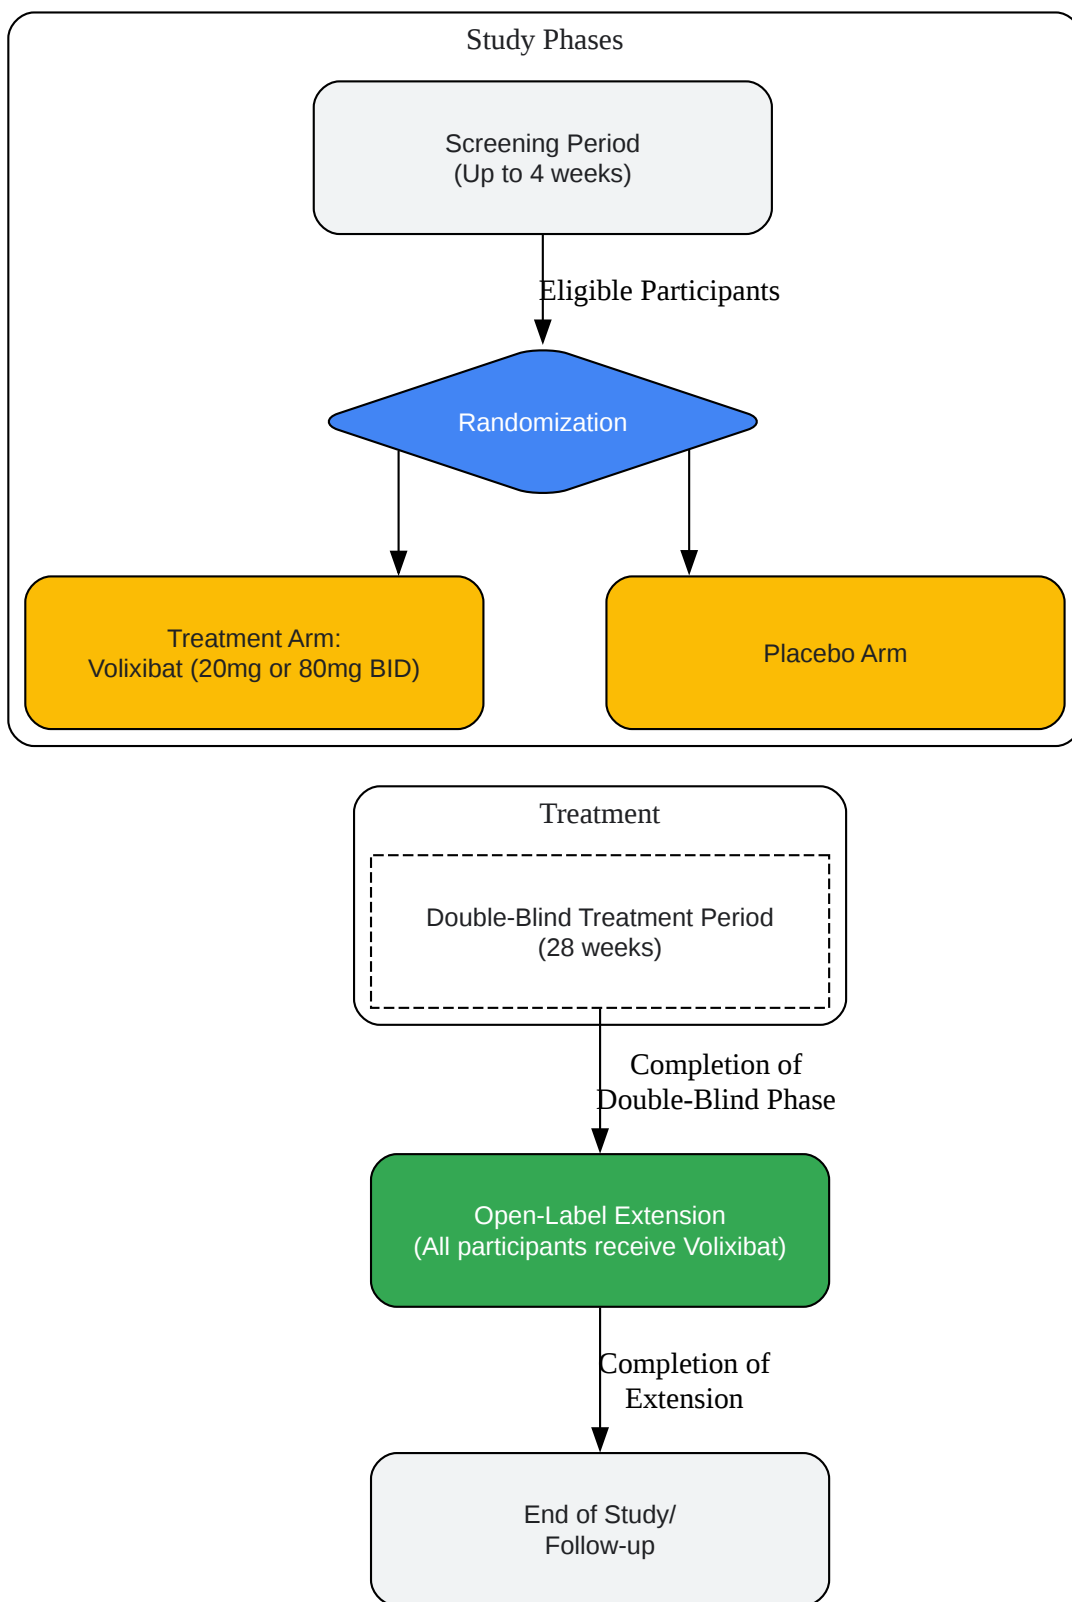 Study Phases
Screening Period
(Up to 4 weeks)
Eligible Participants
Randomization
Treatment Arm:
Volixibat (20mg or 80mg BID)
Placebo Arm
Treatment
Double-Blind Treatment Period
(28 weeks)
Completion of
Double-Blind Phase
Open-Label Extension
(All participants receive Volixibat)
Completion of
Extension
End of Study/
Follow-up